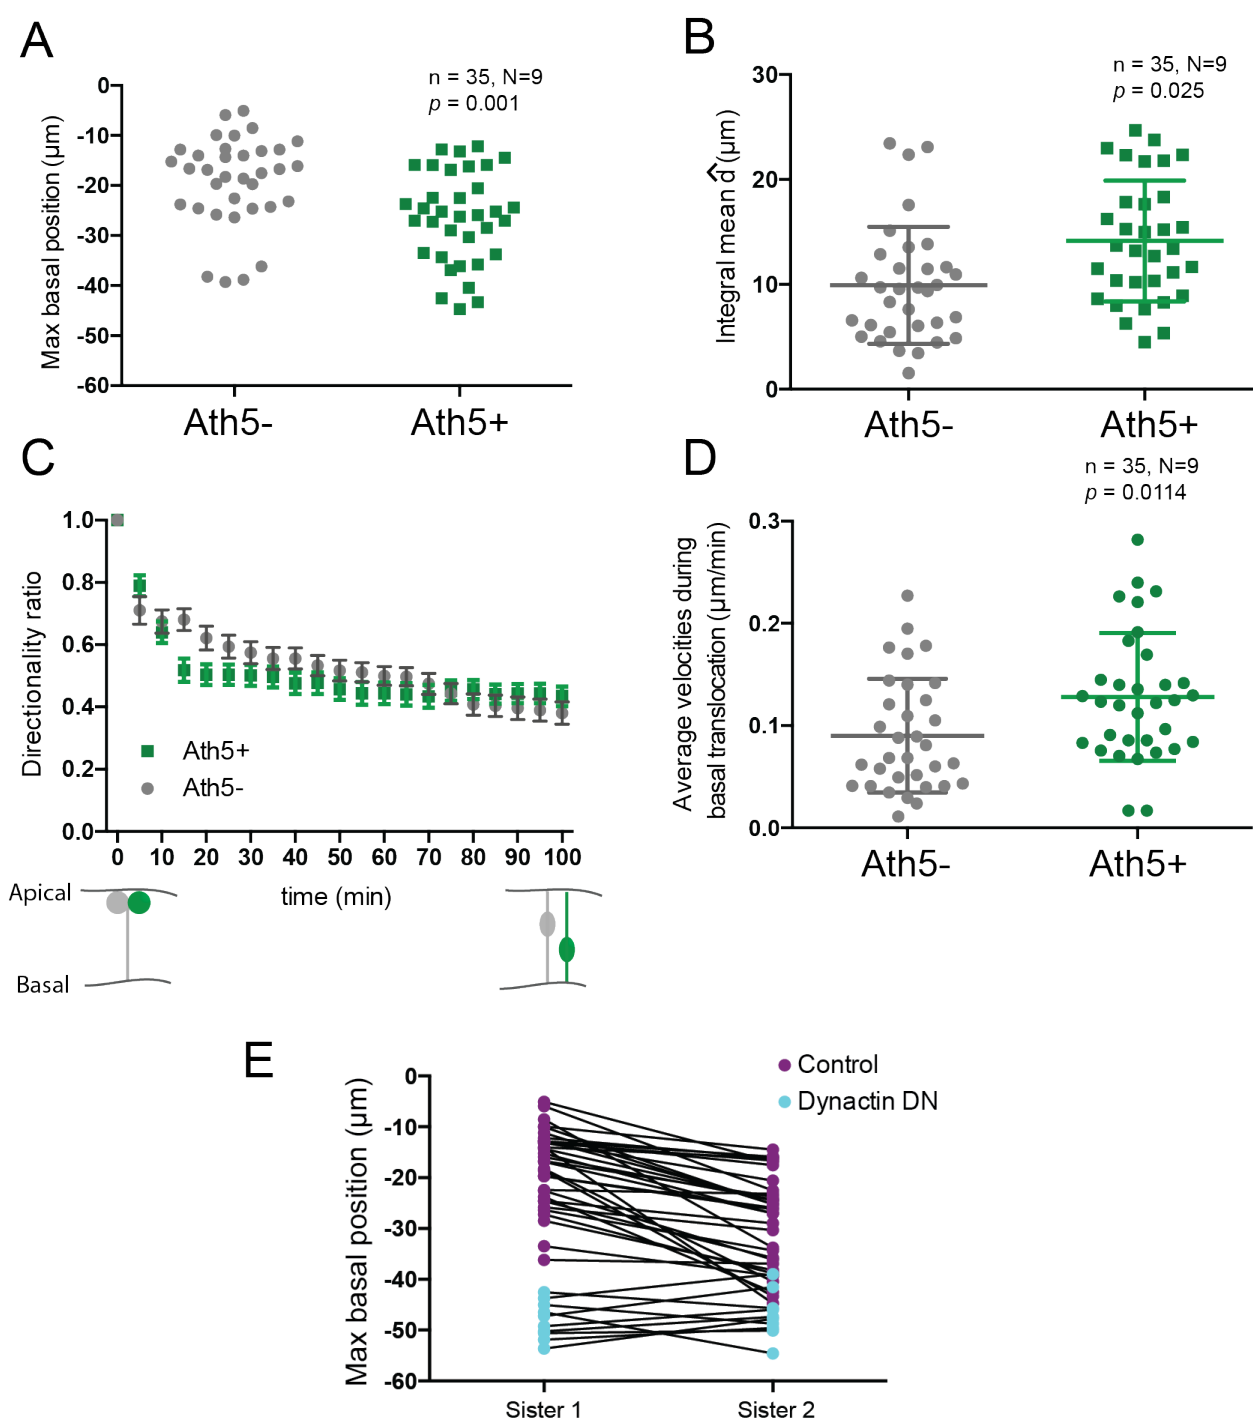 A
n = 35, N=9
p = 0.001
Max basal position (µm)
0
-10
-20
-30
-40
-50
-60
Ath5-
Ath5+
B
n = 35, N=9
p = 0.025
Integral mean d̂ (µm)
30
20
10
0
Ath5-
Ath5+
C
Directionality ratio
1.0
0.8
0.6
0.4
0.2
0.0
Ath5+
Ath5-
0 10 20 30 40 50 60 70 80 90 100
time (min)
Apical
Basal
D
n = 35, N=9
p = 0.0114
Average velocities during
basal translocation (µm/min)
0.3
0.2
0.1
0.0
Ath5-
Ath5+
E
Control
Dynactin DN
Max basal position (µm)
0
-10
-20
-30
-40
-50
-60
Sister 1
Sister 2